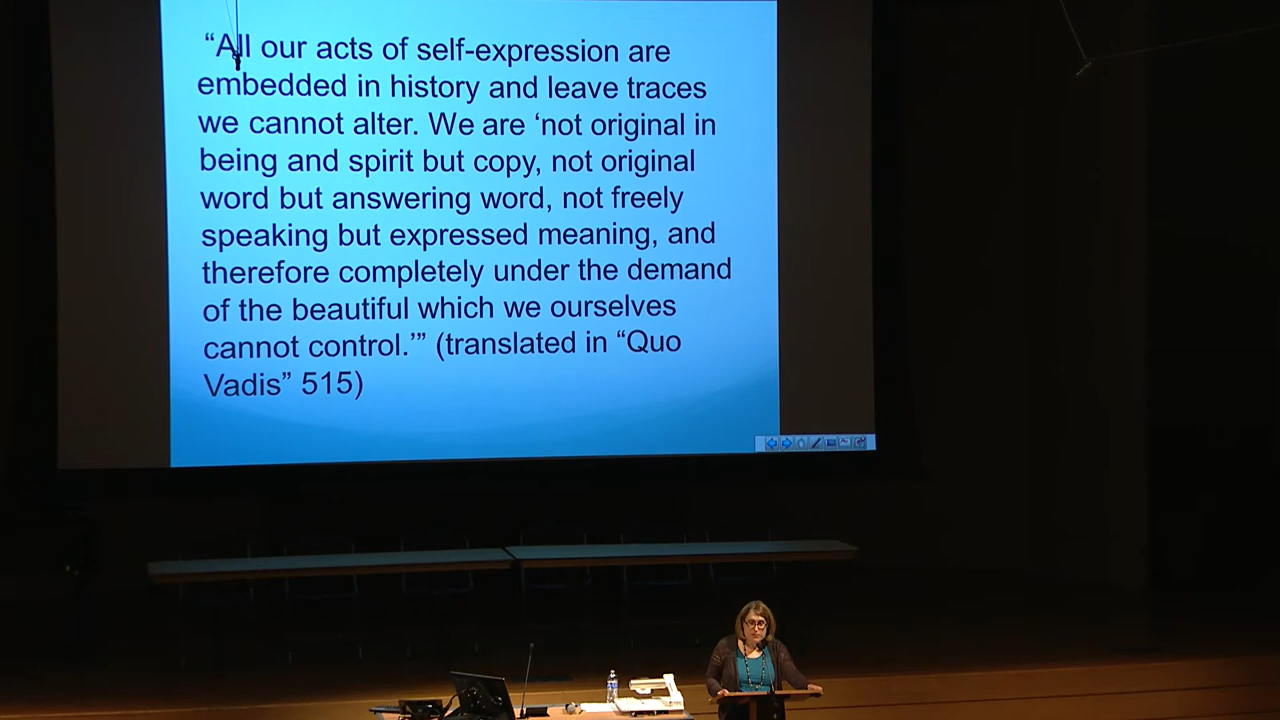 “All our acts of self-expression are
embedded in history and leave traces
we cannot alter. We are ‘not original in
being and spirit but copy, not original
word but answering word, not freely
speaking but expressed meaning, and
therefore completely under the demand
of the beautiful which we ourselves
cannot control.’” (translated in “Quo
Vadis” 515)